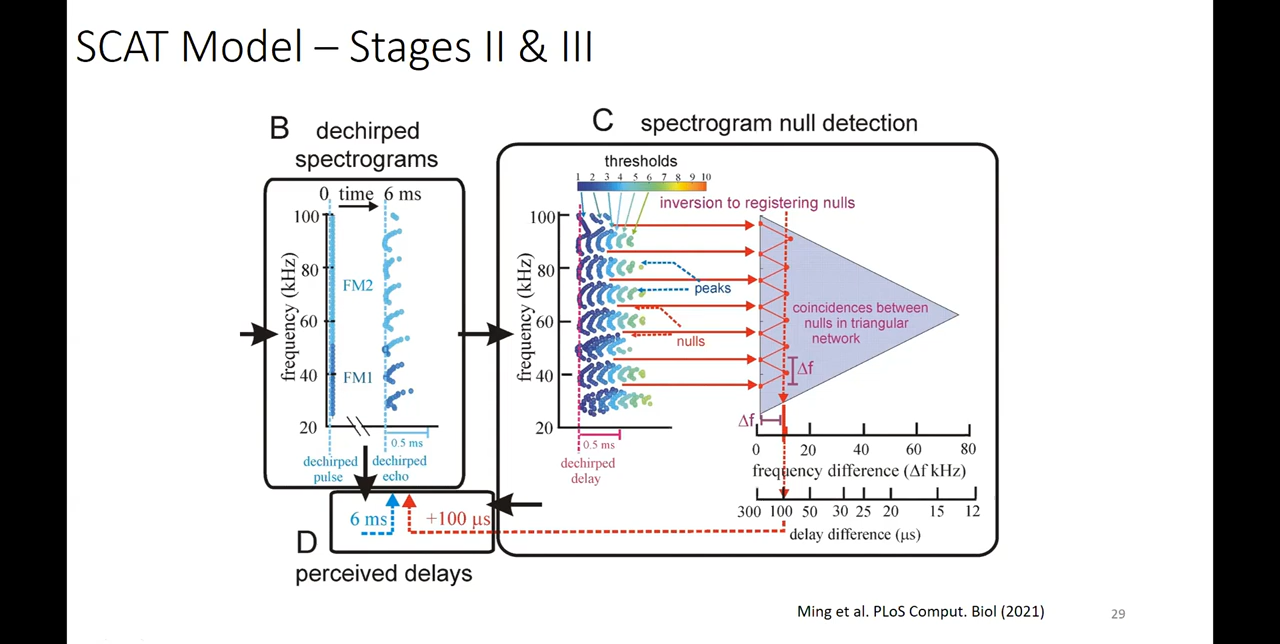 SCAT Model – Stages II & III
B dechirped
spectrograms
0 time 6 ms
100
80
60
40
20
frequency (kHz)
FM2
FM1
0.5 ms
dechirped
pulse
dechirped
echo
C spectrogram null detection
thresholds
1 2 3 4 5 6 7 8 9 10
inversion to registering nulls
100
80
60
40
20
frequency (kHz)
peaks
nulls
0.5 ms
dechirped
delay
coincidences between
nulls in triangular
network
Δf
Δf
0 20 40 60 80
frequency difference (Δf kHz)
300 100 50 30 25 20 15 12
delay difference (μs)
6 ms +100 μs
D
perceived delays
Ming et al. PLoS Comput. Biol (2021)
29